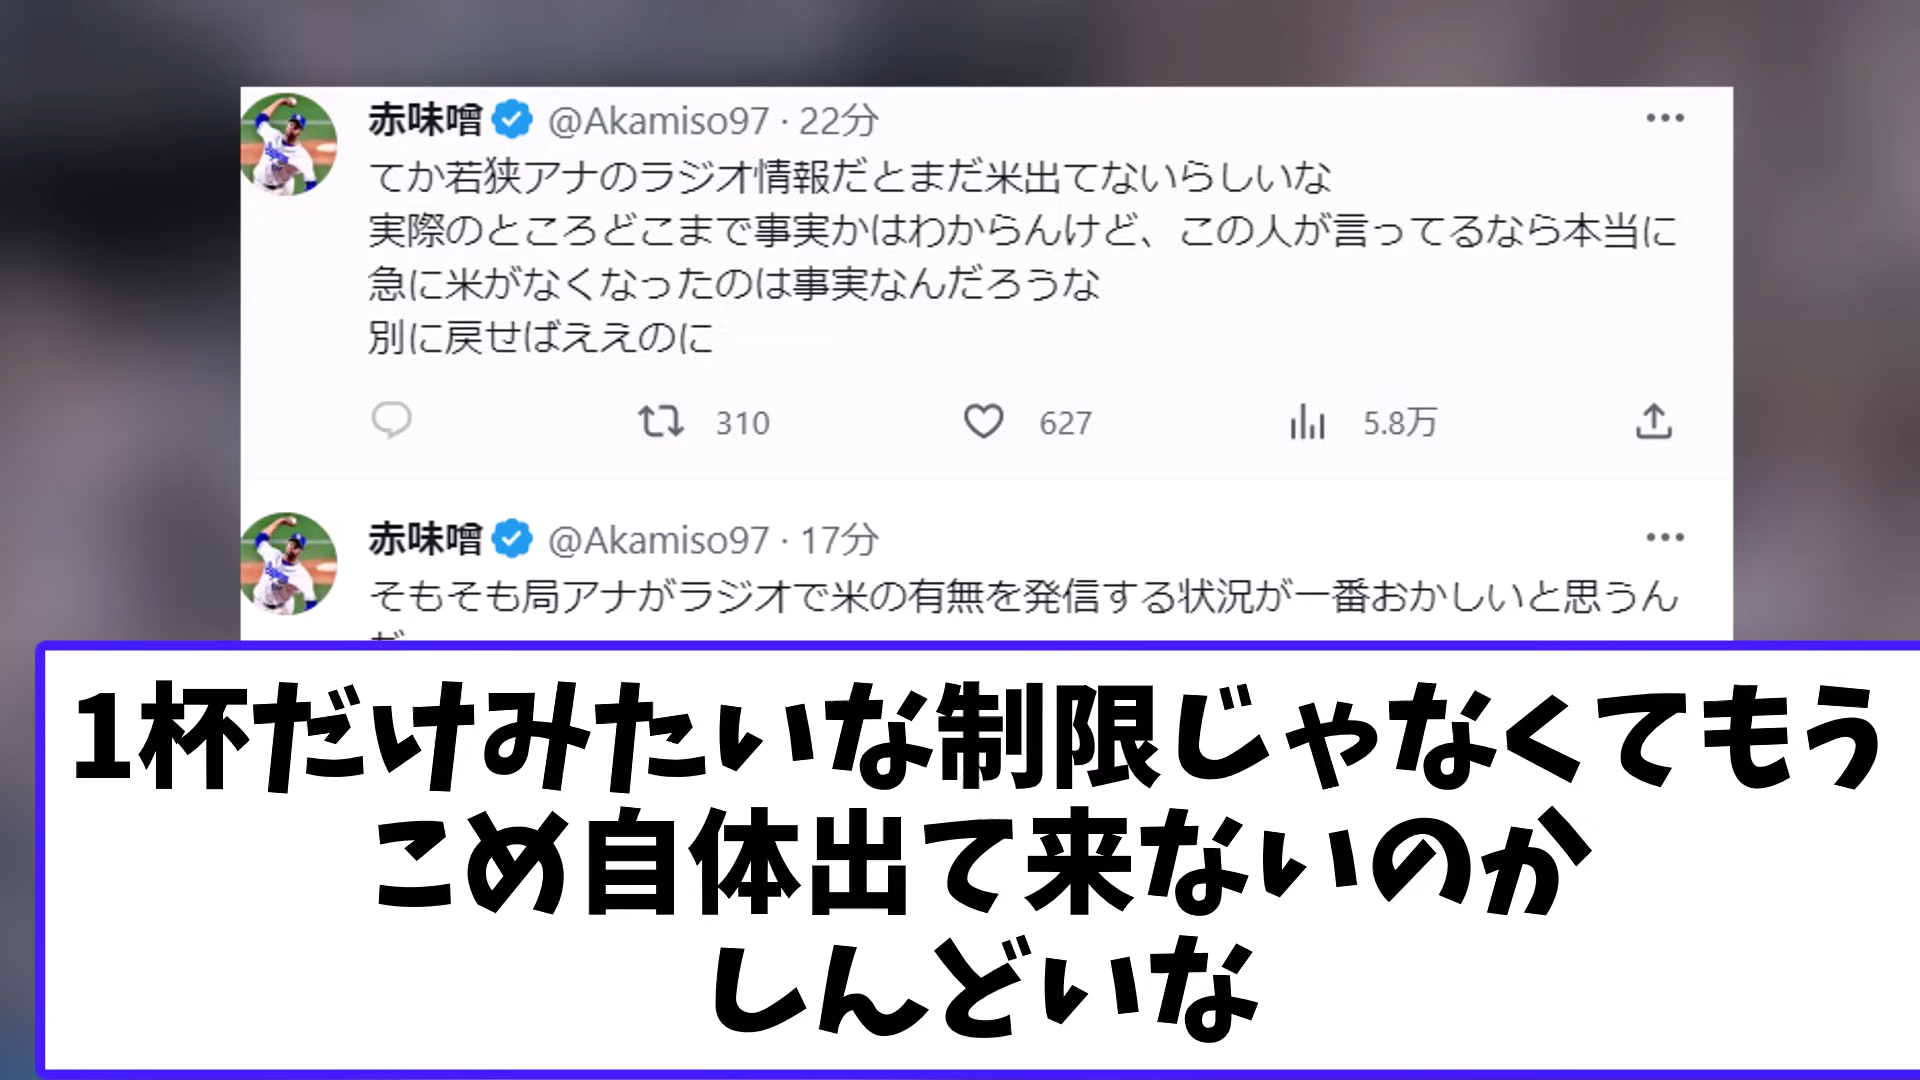 赤味噌 @Akamiso97 · 22分
てか若狭アナのラジオ情報だとまだ米出てないらしいな
実際のところどこまで事実かはわからんけど、この人が言ってるなら本当に
急に米がなくなったのは事実なんだろうな
別に戻せばええのに
310 627 5.8万
赤味噌 @Akamiso97 · 17分
そもそも局アナがラジオで米の有無を発信する状況が一番おかしいと思うん
1杯だけみたいな制限じゃなくてもう
こめ自体出て来ないのか
しんどいな